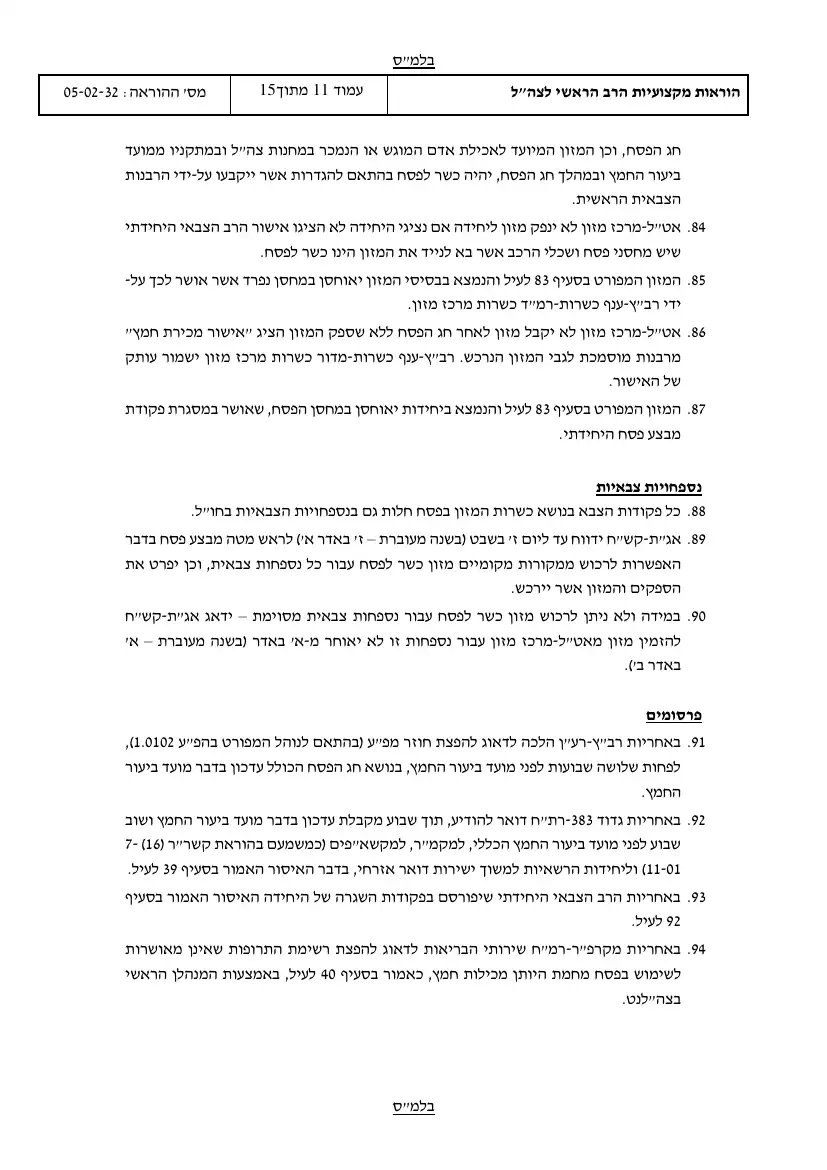 בלמ״ס
הוראות מקצועיות הרב הראשי לצה״ל
עמוד 11 מתוך15
מס׳ ההוראה: 05-02-32
חג הפסח, וכן המזון המיועד לאכילת אדם המוגש או הנמכר במחנות צה״ל ובמתקניו ממועד
ביעור החמץ ובמהלך חג הפסח, יהיה כשר לפסח בהתאם להגדרות אשר ייקבעו על-ידי הרבנות
הצבאית הראשית.
84. אט״ל-מרכז מזון לא ינפק מזון ליחידה אם נציגי היחידה לא הציגו אישור הרב הצבאי היחידתי
שיש מחסני פסח ושכלי הרכב אשר בא לנייד את המזון הינו כשר לפסח.
85. המזון המפורט בסעיף 83 לעיל והנמצא בבסיסי המזון יאוחסן במחסן נפרד אשר אושר לכך על-
ידי רב״ץ-ענף כשרות-רמ״ד כשרות מרכז מזון.
86. אט״ל-מרכז מזון לא יקבל מזון לאחר חג הפסח ללא שספק המזון הציג ״אישור מכירת חמץ״
מרבנות מוסמכת לגבי המזון הנרכש. רב״ץ-ענף כשרות-מדור כשרות מרכז מזון ישמור עותק
של האישור.
87. המזון המפורט בסעיף 83 לעיל והנמצא ביחידות יאוחסן במחסן הפסח, שאושר במסגרת פקודת
מבצע פסח היחידתי.
נספחויות צבאיות
88. כל פקודות הצבא בנושא כשרות המזון בפסח חלות גם בנספחויות הצבאיות בחו״ל.
89. אג״ת-קש״ח ידווח עד ליום ז׳ בשבט (בשנה מעוברת – ז׳ באדר א׳) לראש מטה מבצע פסח בדבר
האפשרות לרכוש ממקורות מקומיים מזון כשר לפסח עבור כל נספחות צבאית, וכן יפרט את
הספקים והמזון אשר יירכש.
90. במידה ולא ניתן לרכוש מזון כשר לפסח עבור נספחות צבאית מסוימת – ידאג אג״ת-קש״ח
להזמין מזון מאט״ל-מרכז מזון עבור נספחות זו לא יאוחר מ-א׳ באדר (בשנה מעוברת – א׳
באדר ב׳).
פרסומים
91. באחריות רב״ץ-רע״ן הלכה לדאוג להפצת חוזר מפ״ע (בהתאם לנוהל המפורט בהפ״ע 1.0102),
לפחות שלושה שבועות לפני מועד ביעור החמץ, בנושא חג הפסח הכולל עדכון בדבר מועד ביעור
החמץ.
92. באחריות גדוד 383-רת״ח דואר להודיע, תוך שבוע מקבלת עדכון בדבר מועד ביעור החמץ ושוב
שבוע לפני מועד ביעור החמץ הכללי, למקמ״ר, למקשא״פים (כמשמעם בהוראת קשר״ר (16) 7-
11-01) וליחידות הרשאיות למשוך ישירות דואר אזרחי, בדבר האיסור האמור בסעיף 39 לעיל.
93. באחריות הרב הצבאי היחידתי שיפורסם בפקודות השגרה של היחידה האיסור האמור בסעיף
92 לעיל.
94. באחריות מקרפ״ר-רמ״ח שירותי הבריאות לדאוג להפצת רשימת התרופות שאינן מאושרות
לשימוש בפסח מחמת היותן מכילות חמץ, כאמור בסעיף 40 לעיל, באמצעות המנהלן הראשי
בצה״לנט.
בלמ״ס